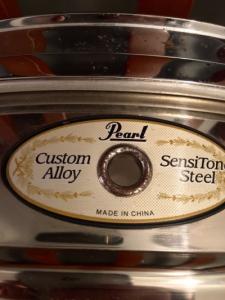 Pearl
Custom Alloy
SensiTone Steel
MADE IN CHINA